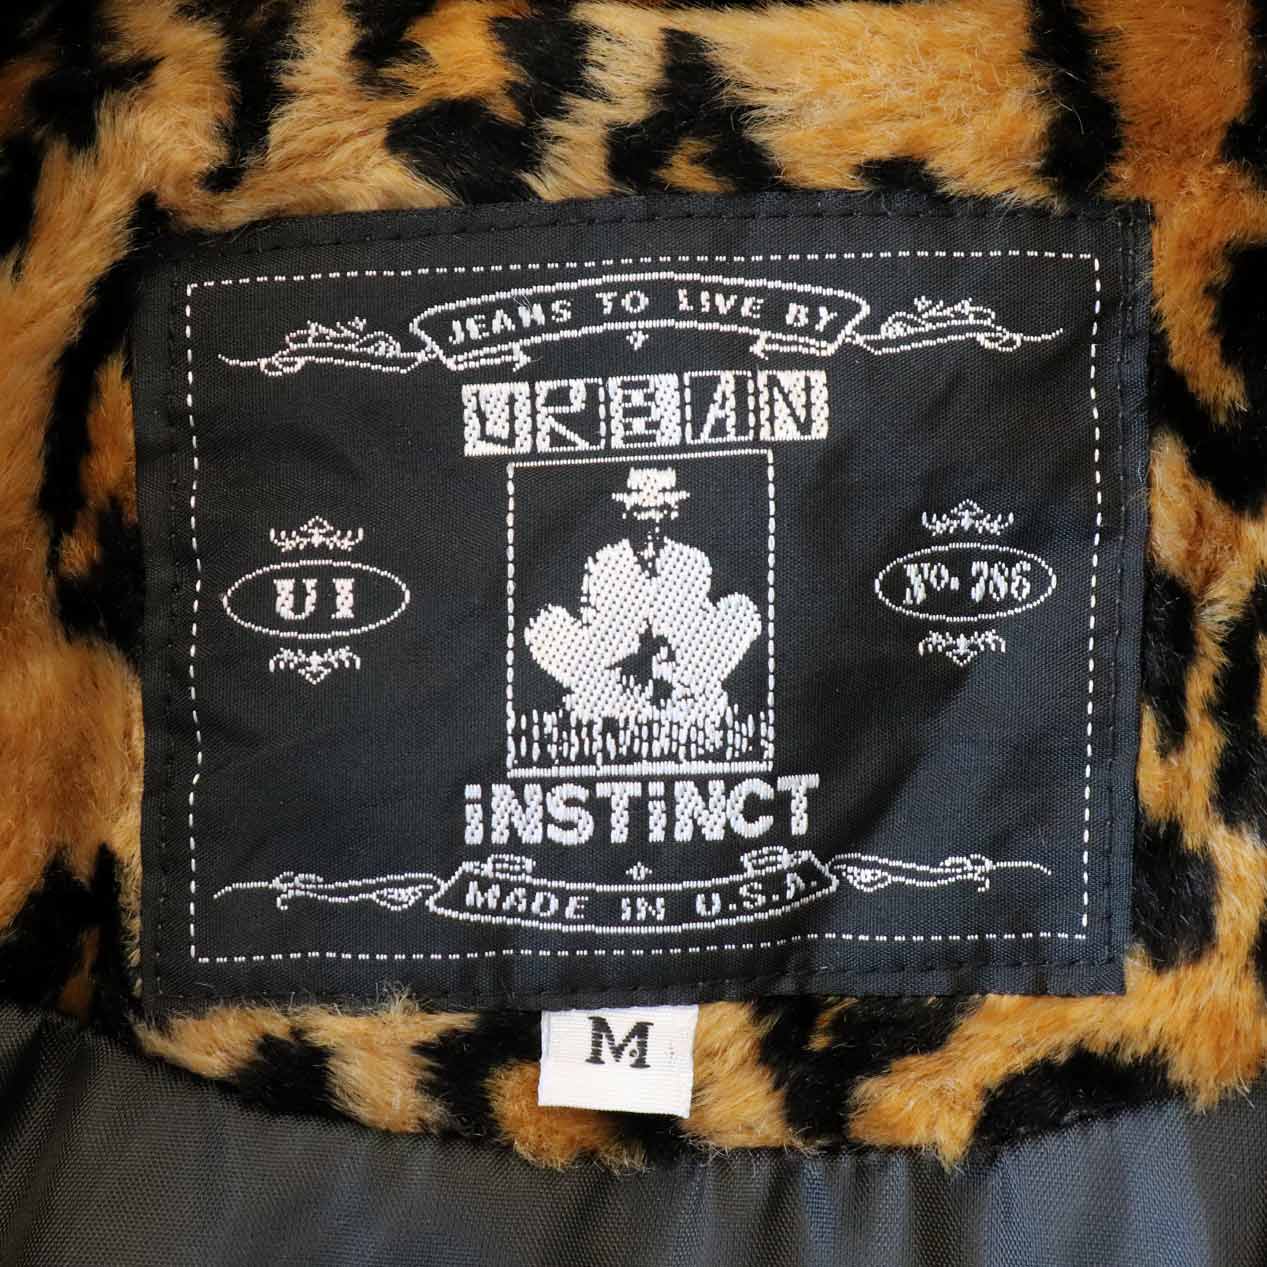 JEANS TO LIVE BY
URBAN
UI
No. 786
iNSTiNCT
MADE IN U.S.A.
M